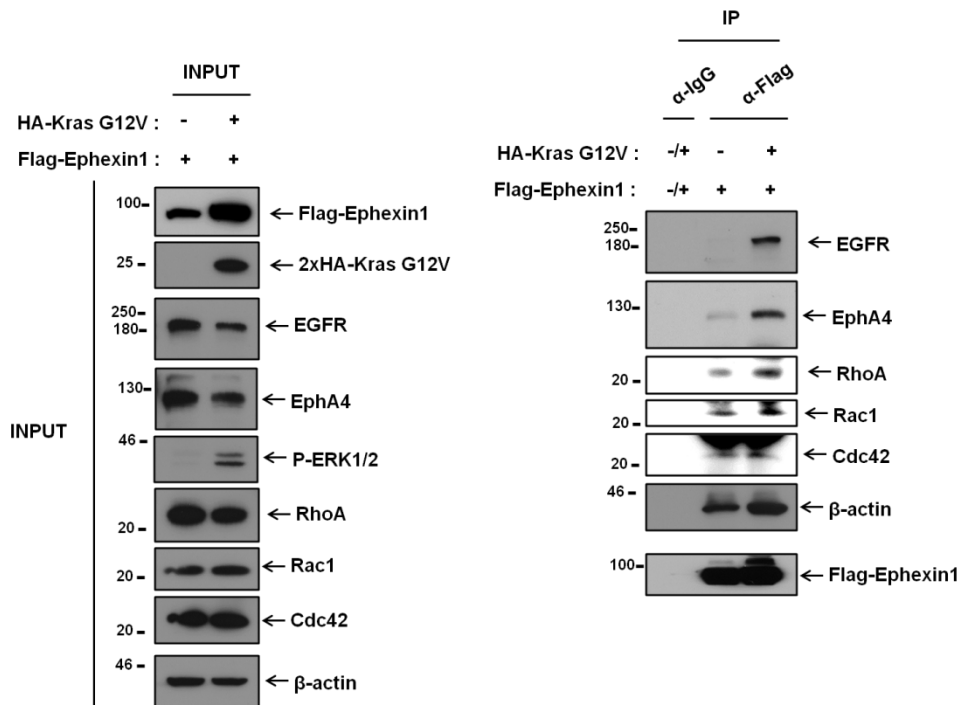 INPUT
HA-Kras G12V : - +
Flag-Ephexin1 : + +
100 Flag-Ephexin1
25 2xHA-Kras G12V
250
180 EGFR
130 EphA4
INPUT
46 P-ERK1/2
20 RhoA
20 Rac1
20 Cdc42
46 β-actin
IP
α-IgG α-Flag
HA-Kras G12V : -/+ - +
Flag-Ephexin1 : -/+ + +
250
180 EGFR
130 EphA4
20 RhoA
20 Rac1
20 Cdc42
46 β-actin
100 Flag-Ephexin1